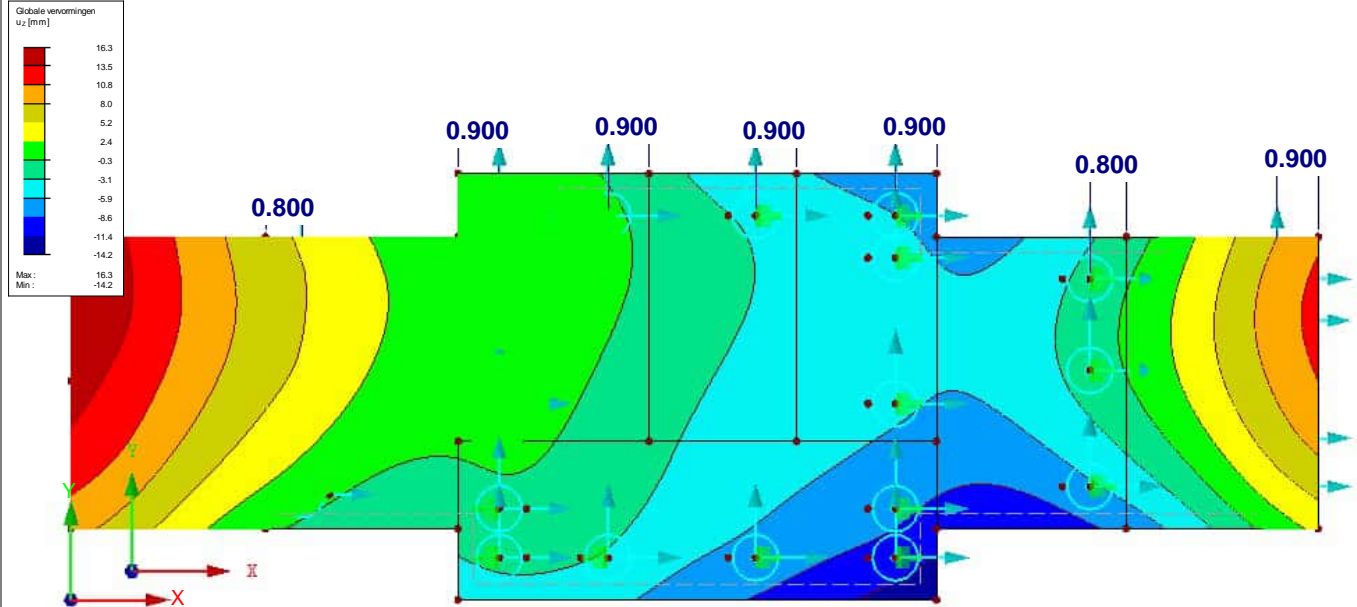 Globale vervormingen
uz [mm]
16.3
13.5
10.8
8.0
5.2
2.4
-0.3
-3.1
-5.9
-8.6
-11.4
-14.2
Max : 16.3
Min : -14.2
0.900
0.900
0.900
0.900
0.800
0.900
0.800
Y
Y
X
X